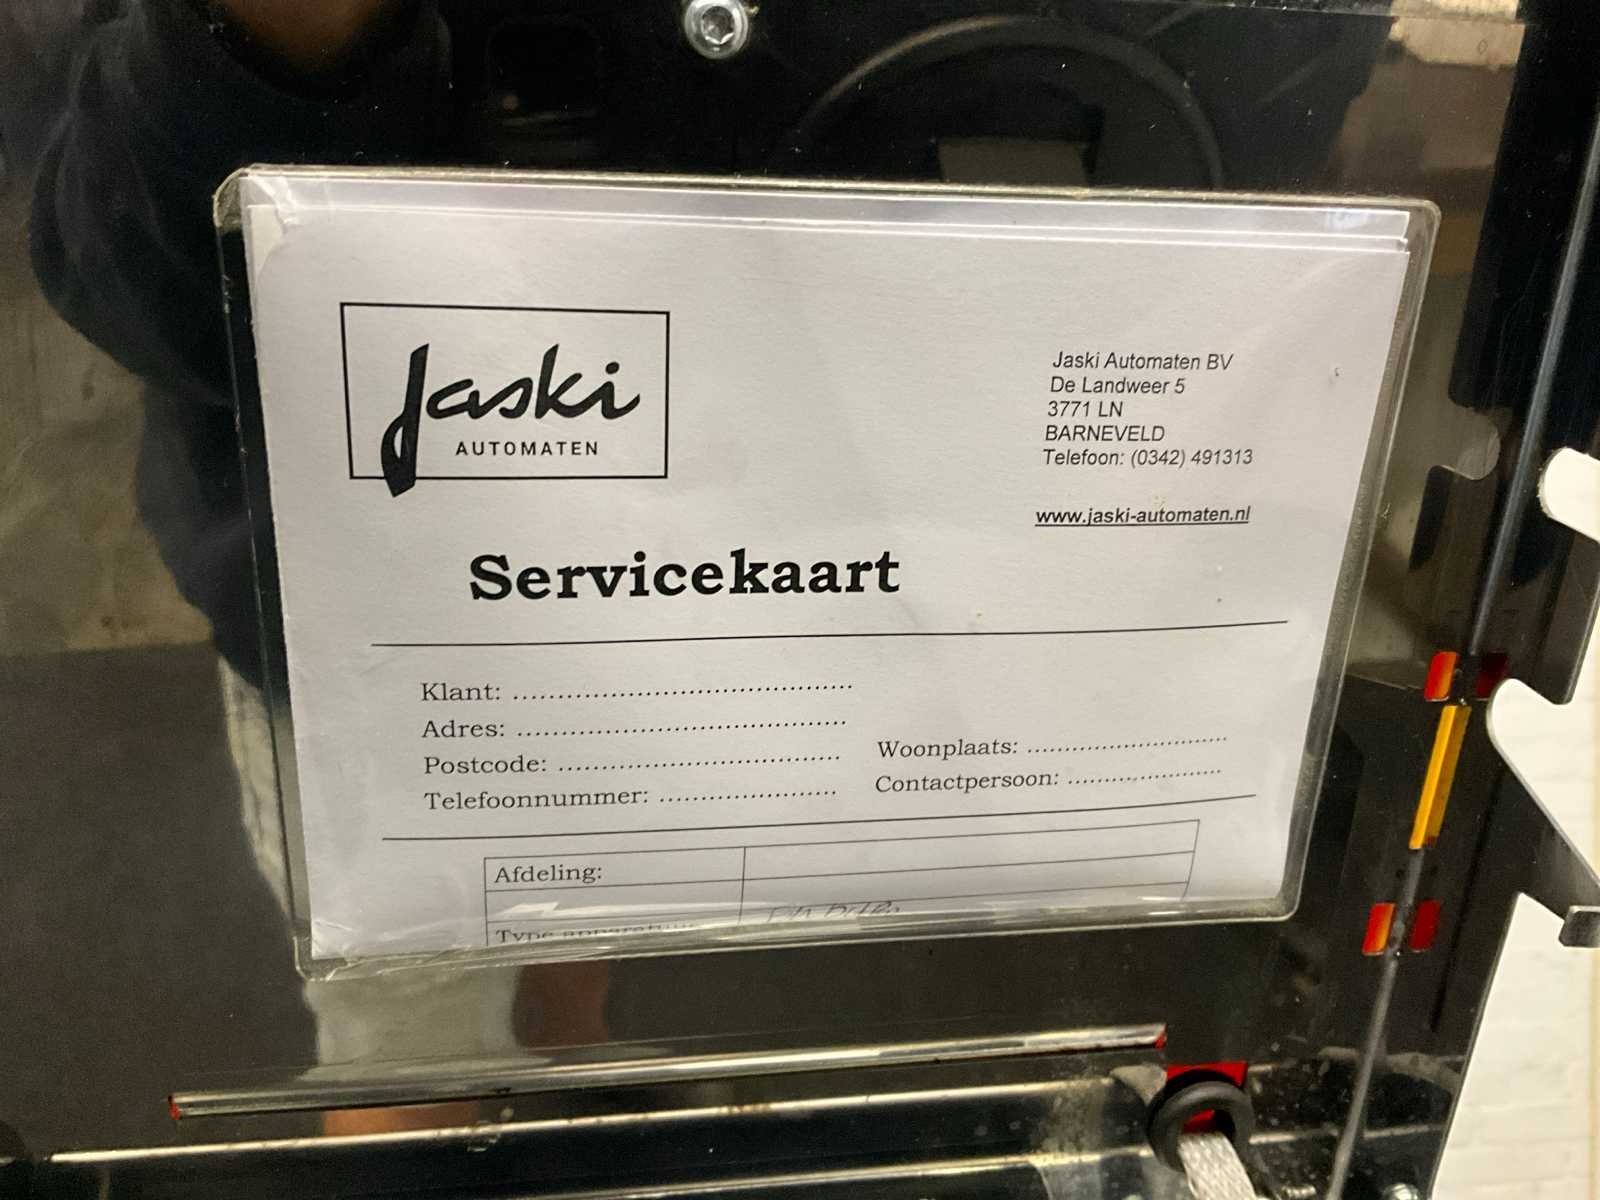 Jaski
AUTOMATEN
Jaski Automaten BV
De Landweer 5
3771 LN
BARNEVELD
Telefoon: (0342) 491313
www.jaski-automaten.nl
Servicekaart
Klant: ........................................
Adres: .......................................
Postcode: .................................. Woonplaats: ...........................
Telefoonnummer: ..................... Contactpersoon: .....................
Afdeling:
Type